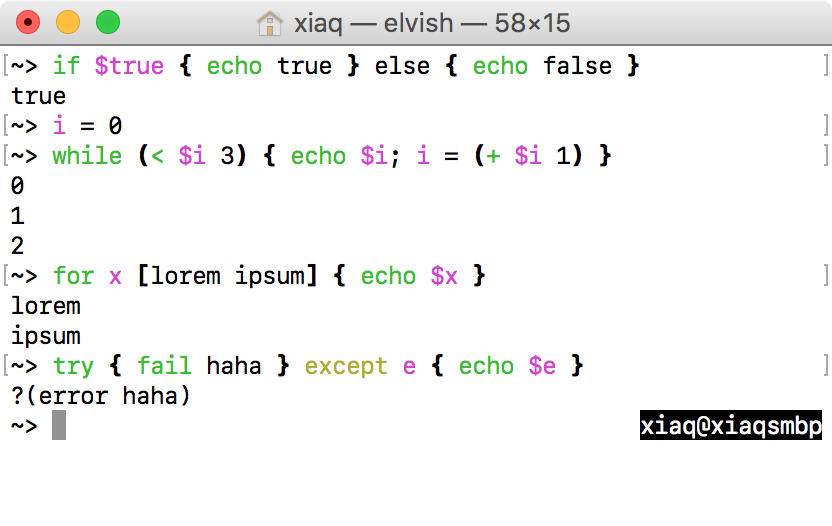 xiaq — elvish — 58×15
~> if $true { echo true } else { echo false }
true
~> i = 0
~> while (< $i 3) { echo $i; i = (+ $i 1) }
0
1
2
~> for x [lorem ipsum] { echo $x }
lorem
ipsum
~> try { fail haha } except e { echo $e }
?(error haha)
~> xiaq@xiaqsmbp